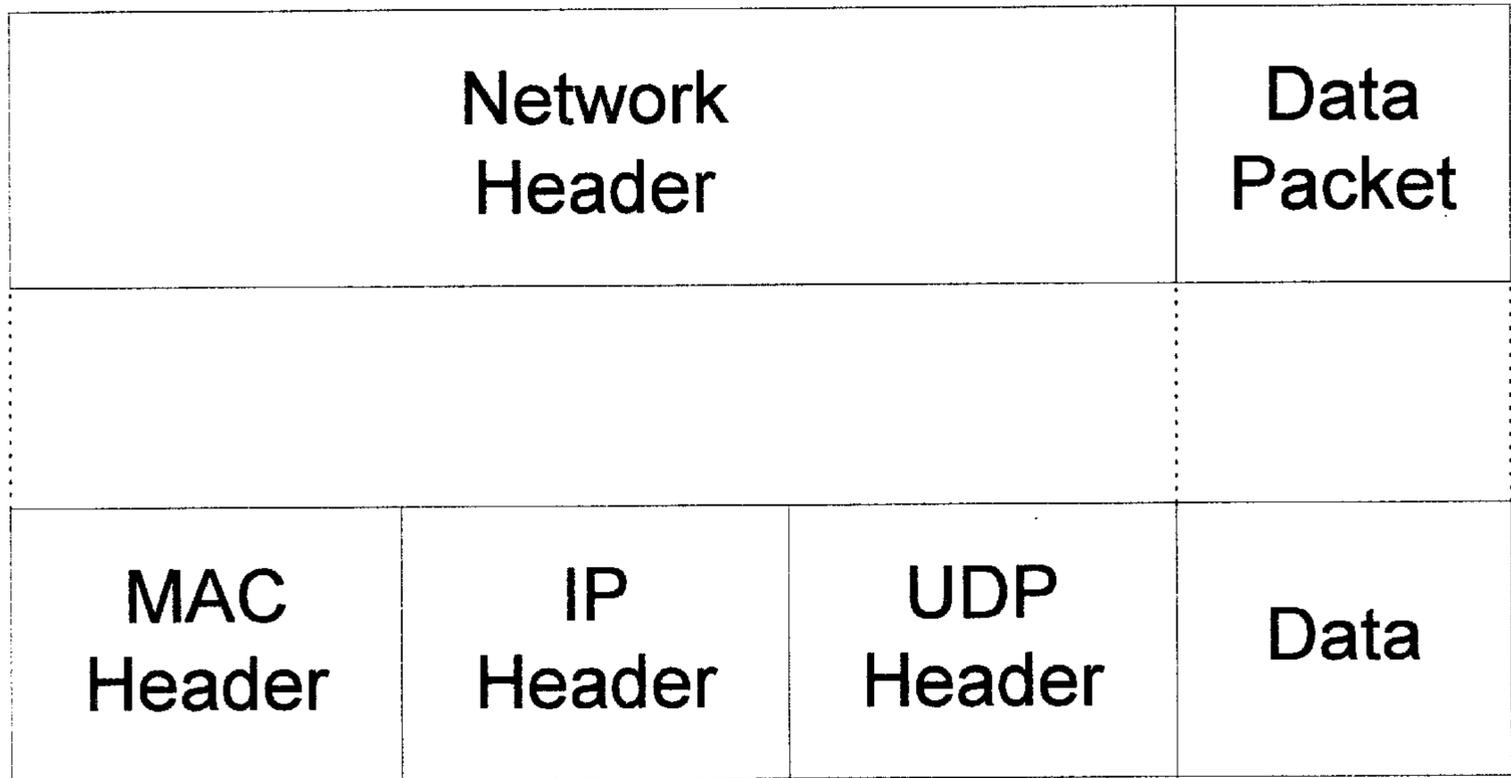 Network
Header
Data
Packet
MAC
Header
IP
Header
UDP
Header
Data